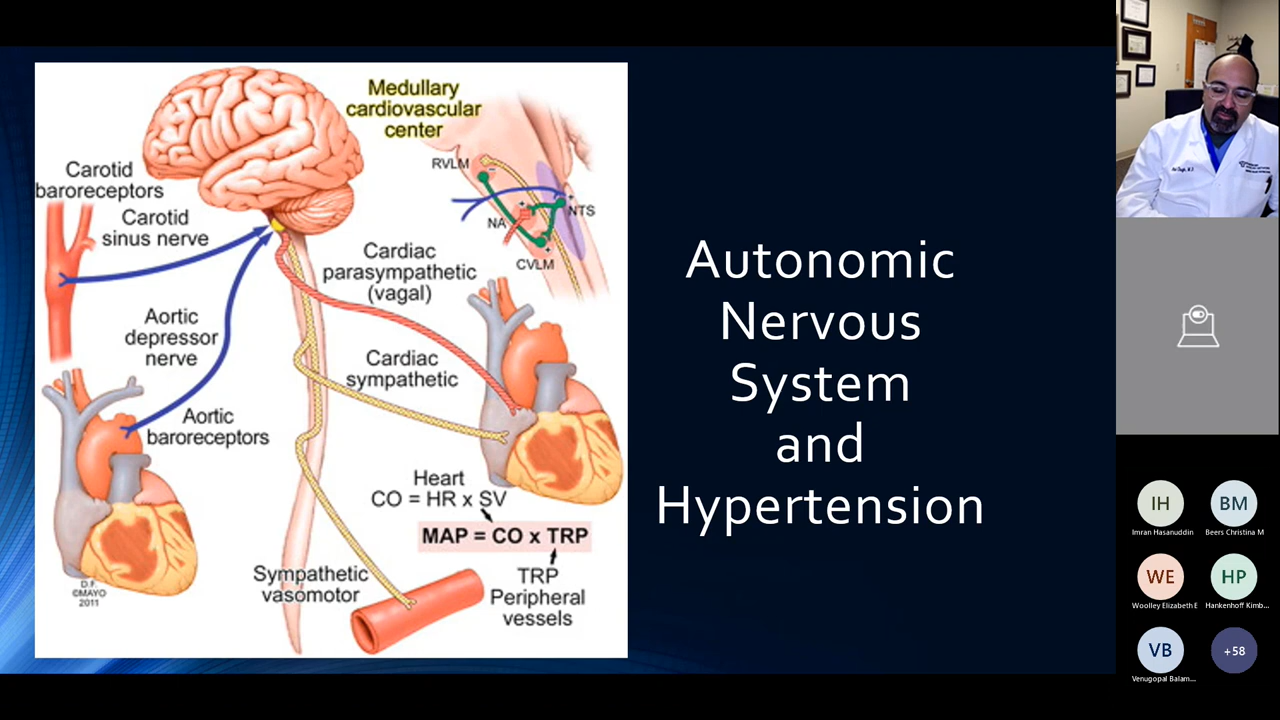 Medullary
cardiovascular
center
RVLM
NA
NTS
CVLM
Carotid
baroreceptors
Carotid
sinus nerve
Cardiac
parasympathetic
(vagal)
Aortic
depressor
nerve
Cardiac
sympathetic
Aortic
baroreceptors
Heart
CO = HR x SV
MAP = CO x TRP
TRP
Peripheral
vessels
Sympathetic
vasomotor
D.F.
©MAYO
2011
Autonomic
Nervous
System
and
Hypertension
IH
Imran Hasanuddin
BM
Beers Christina M
WE
Woolley Elizabeth E
HP
Hankenhoff Kimb...
VB
Venugopal Balam...
+58